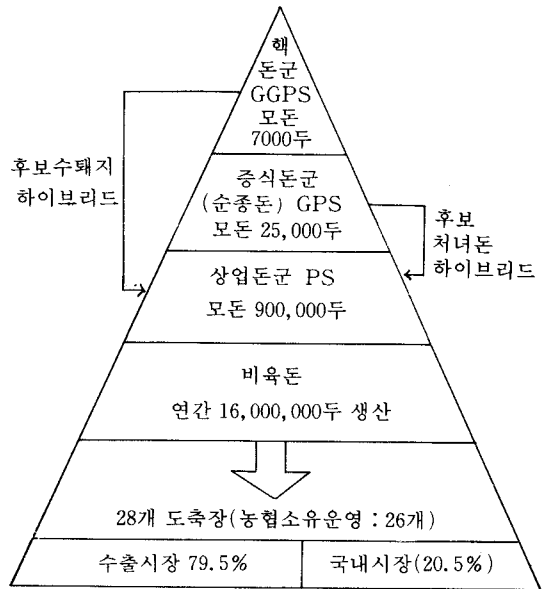 핵
돈군
GGPS
모돈
7000두
후보수퇘지
하이브리드
증식돈군
(순종돈) GPS
모돈 25,000두
후보
처녀돈
하이브리드
상업돈군 PS
모돈 900,000두
비육돈
연간 16,000,000두 생산
28개 도축장(농협소유운영 : 26개)
수출시장 79.5%
국내시장(20.5%)